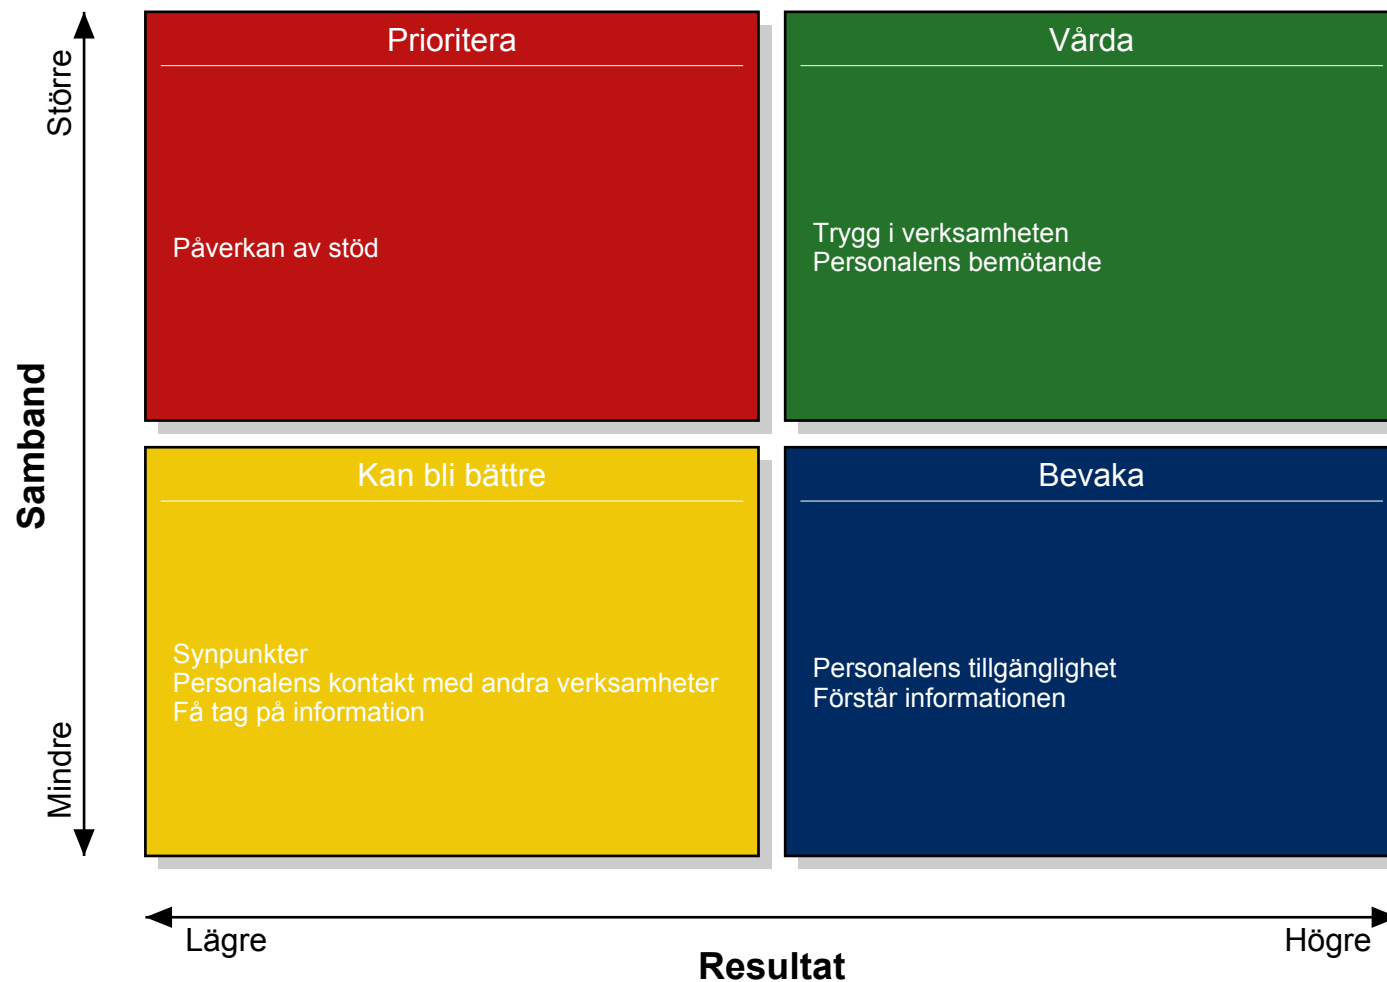 Större
Prioritera
Påverkan av stöd
Vårda
Trygg i verksamheten
Personalens bemötande
Samband
Kan bli bättre
Synpunkter
Personalens kontakt med andra verksamheter
Få tag på information
Bevaka
Personalens tillgänglighet
Förstår informationen
Mindre
Lägre
Högre
Resultat